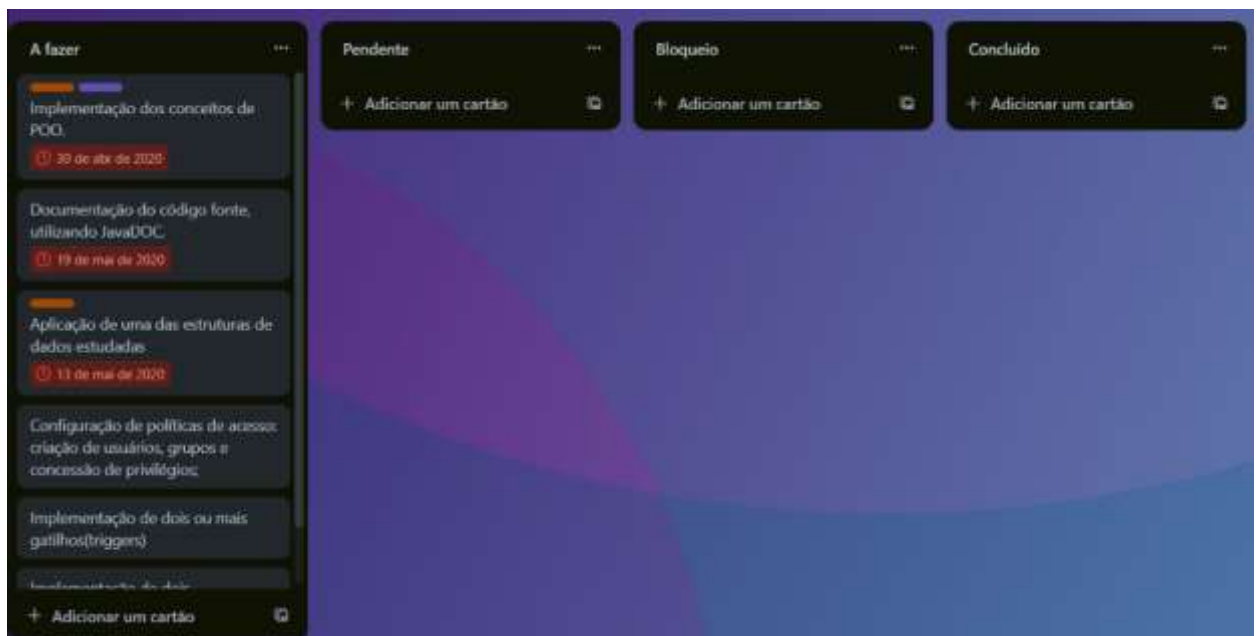 A fazer
Implementação dos conceitos de
POO.
30 de abr de 2020
Documentação do código fonte,
utilizando JavaDOC.
19 de mai de 2020
Aplicação de uma das estruturas de
dados estudadas
13 de mai de 2020
Configuração de políticas de acesso:
criação de usuários, grupos e
concessão de privilégios;
Implementação de dois ou mais
gatilhos(triggers)
Implementação de dois
+ Adicionar um cartão
Pendente
+ Adicionar um cartão
Bloqueio
+ Adicionar um cartão
Concluído
+ Adicionar um cartão